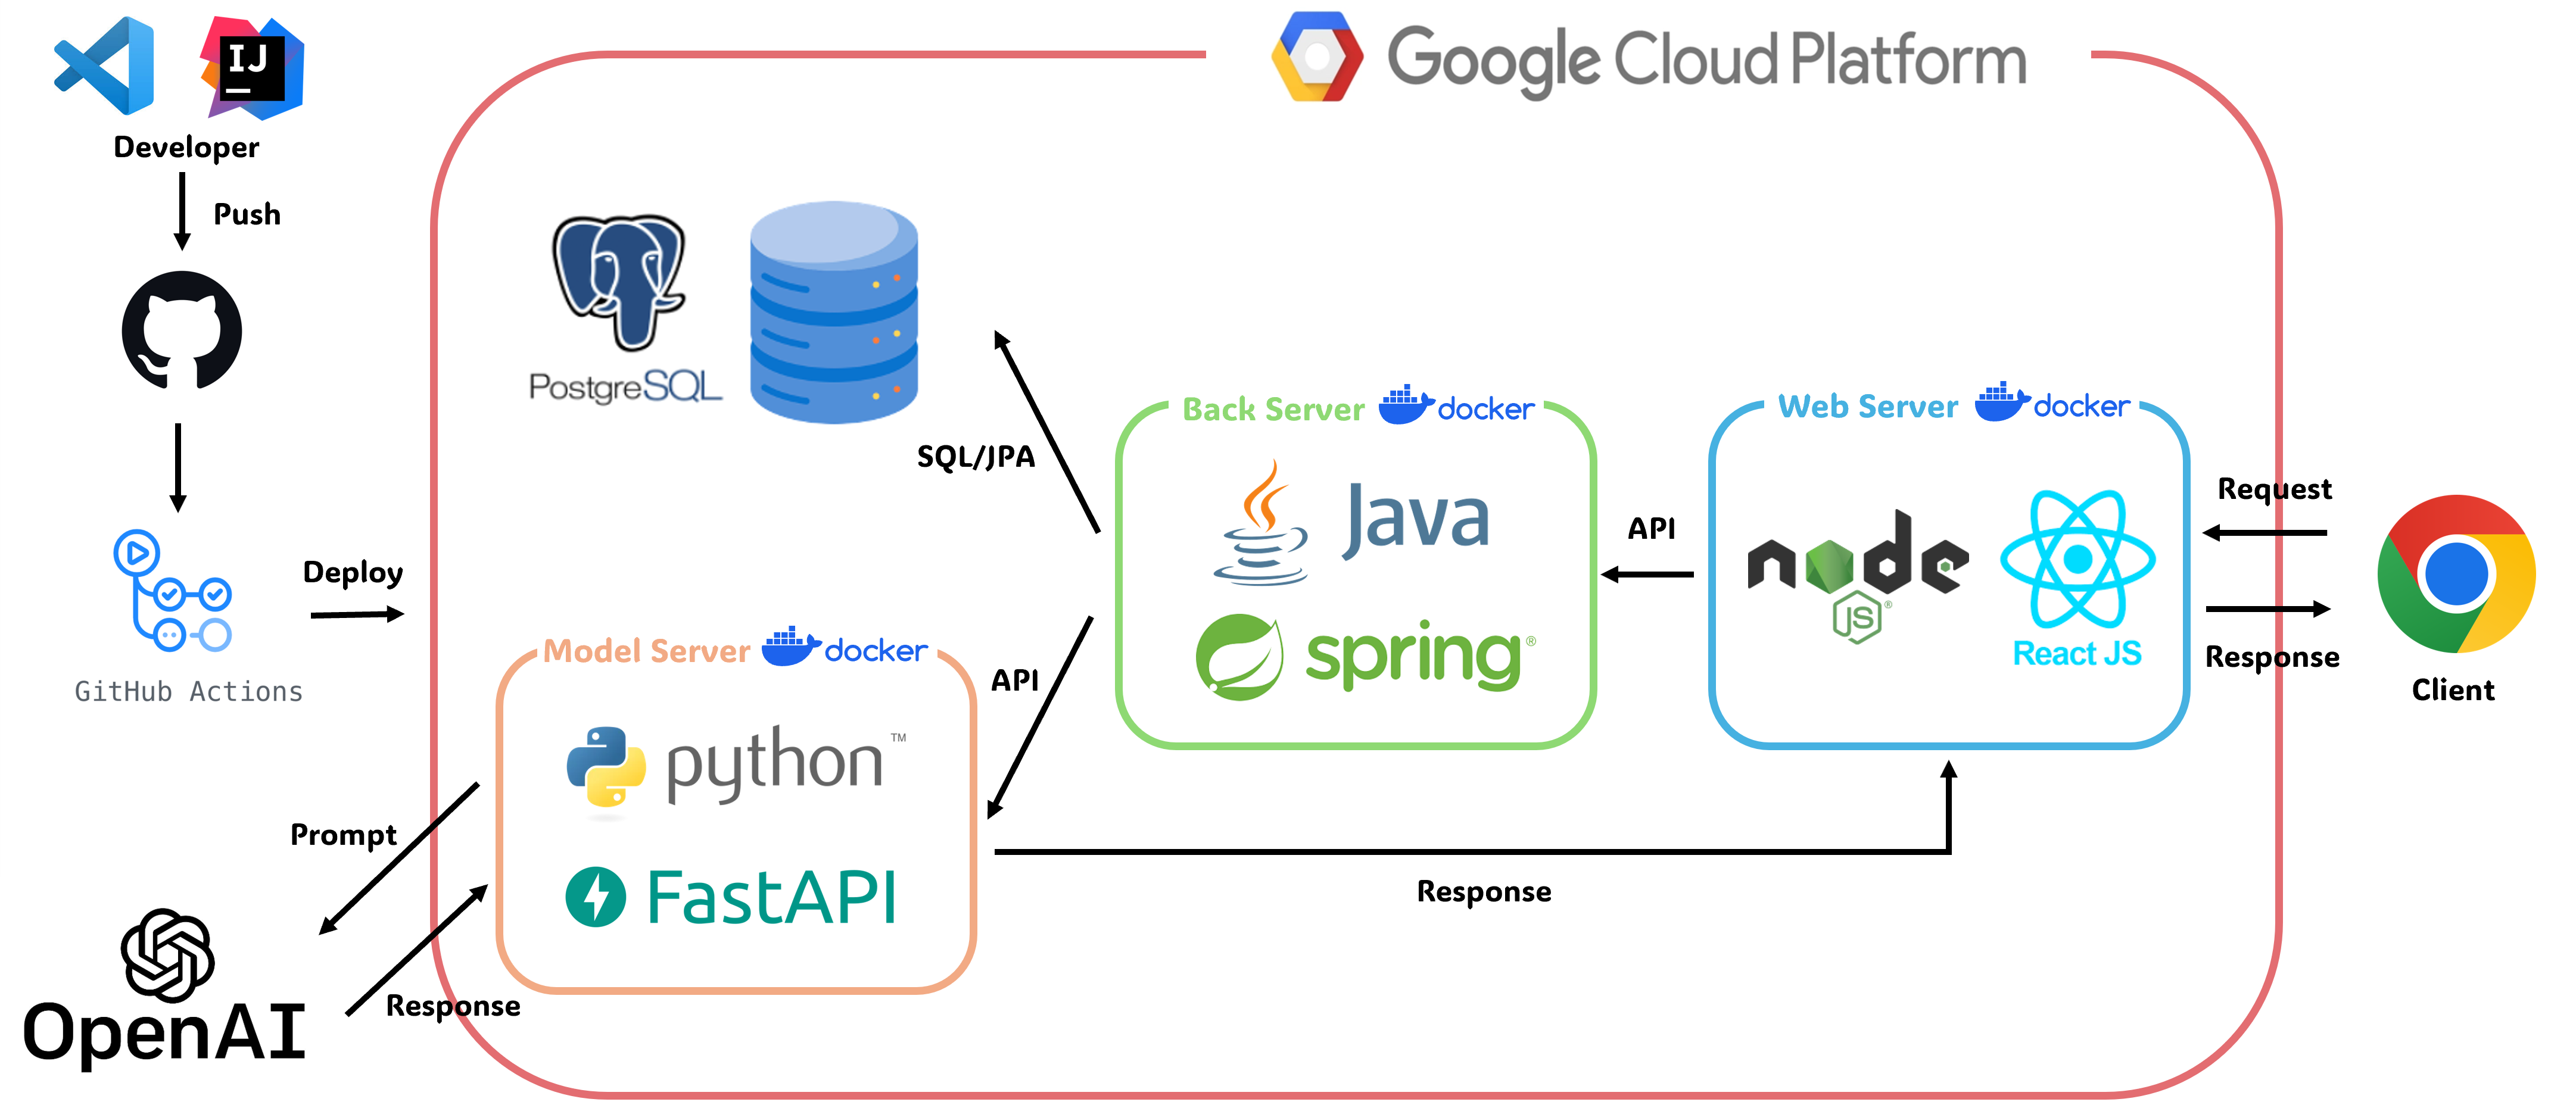 IJ
Developer
Push
GitHub Actions
Deploy
Google Cloud Platform
PostgreSQL
SQL/JPA
Back Server docker
Java
spring®
API
Web Server docker
node
JS®
React JS
Request
Response
Client
API
Model Server docker
python™
FastAPI
Prompt
Response
OpenAI
Response